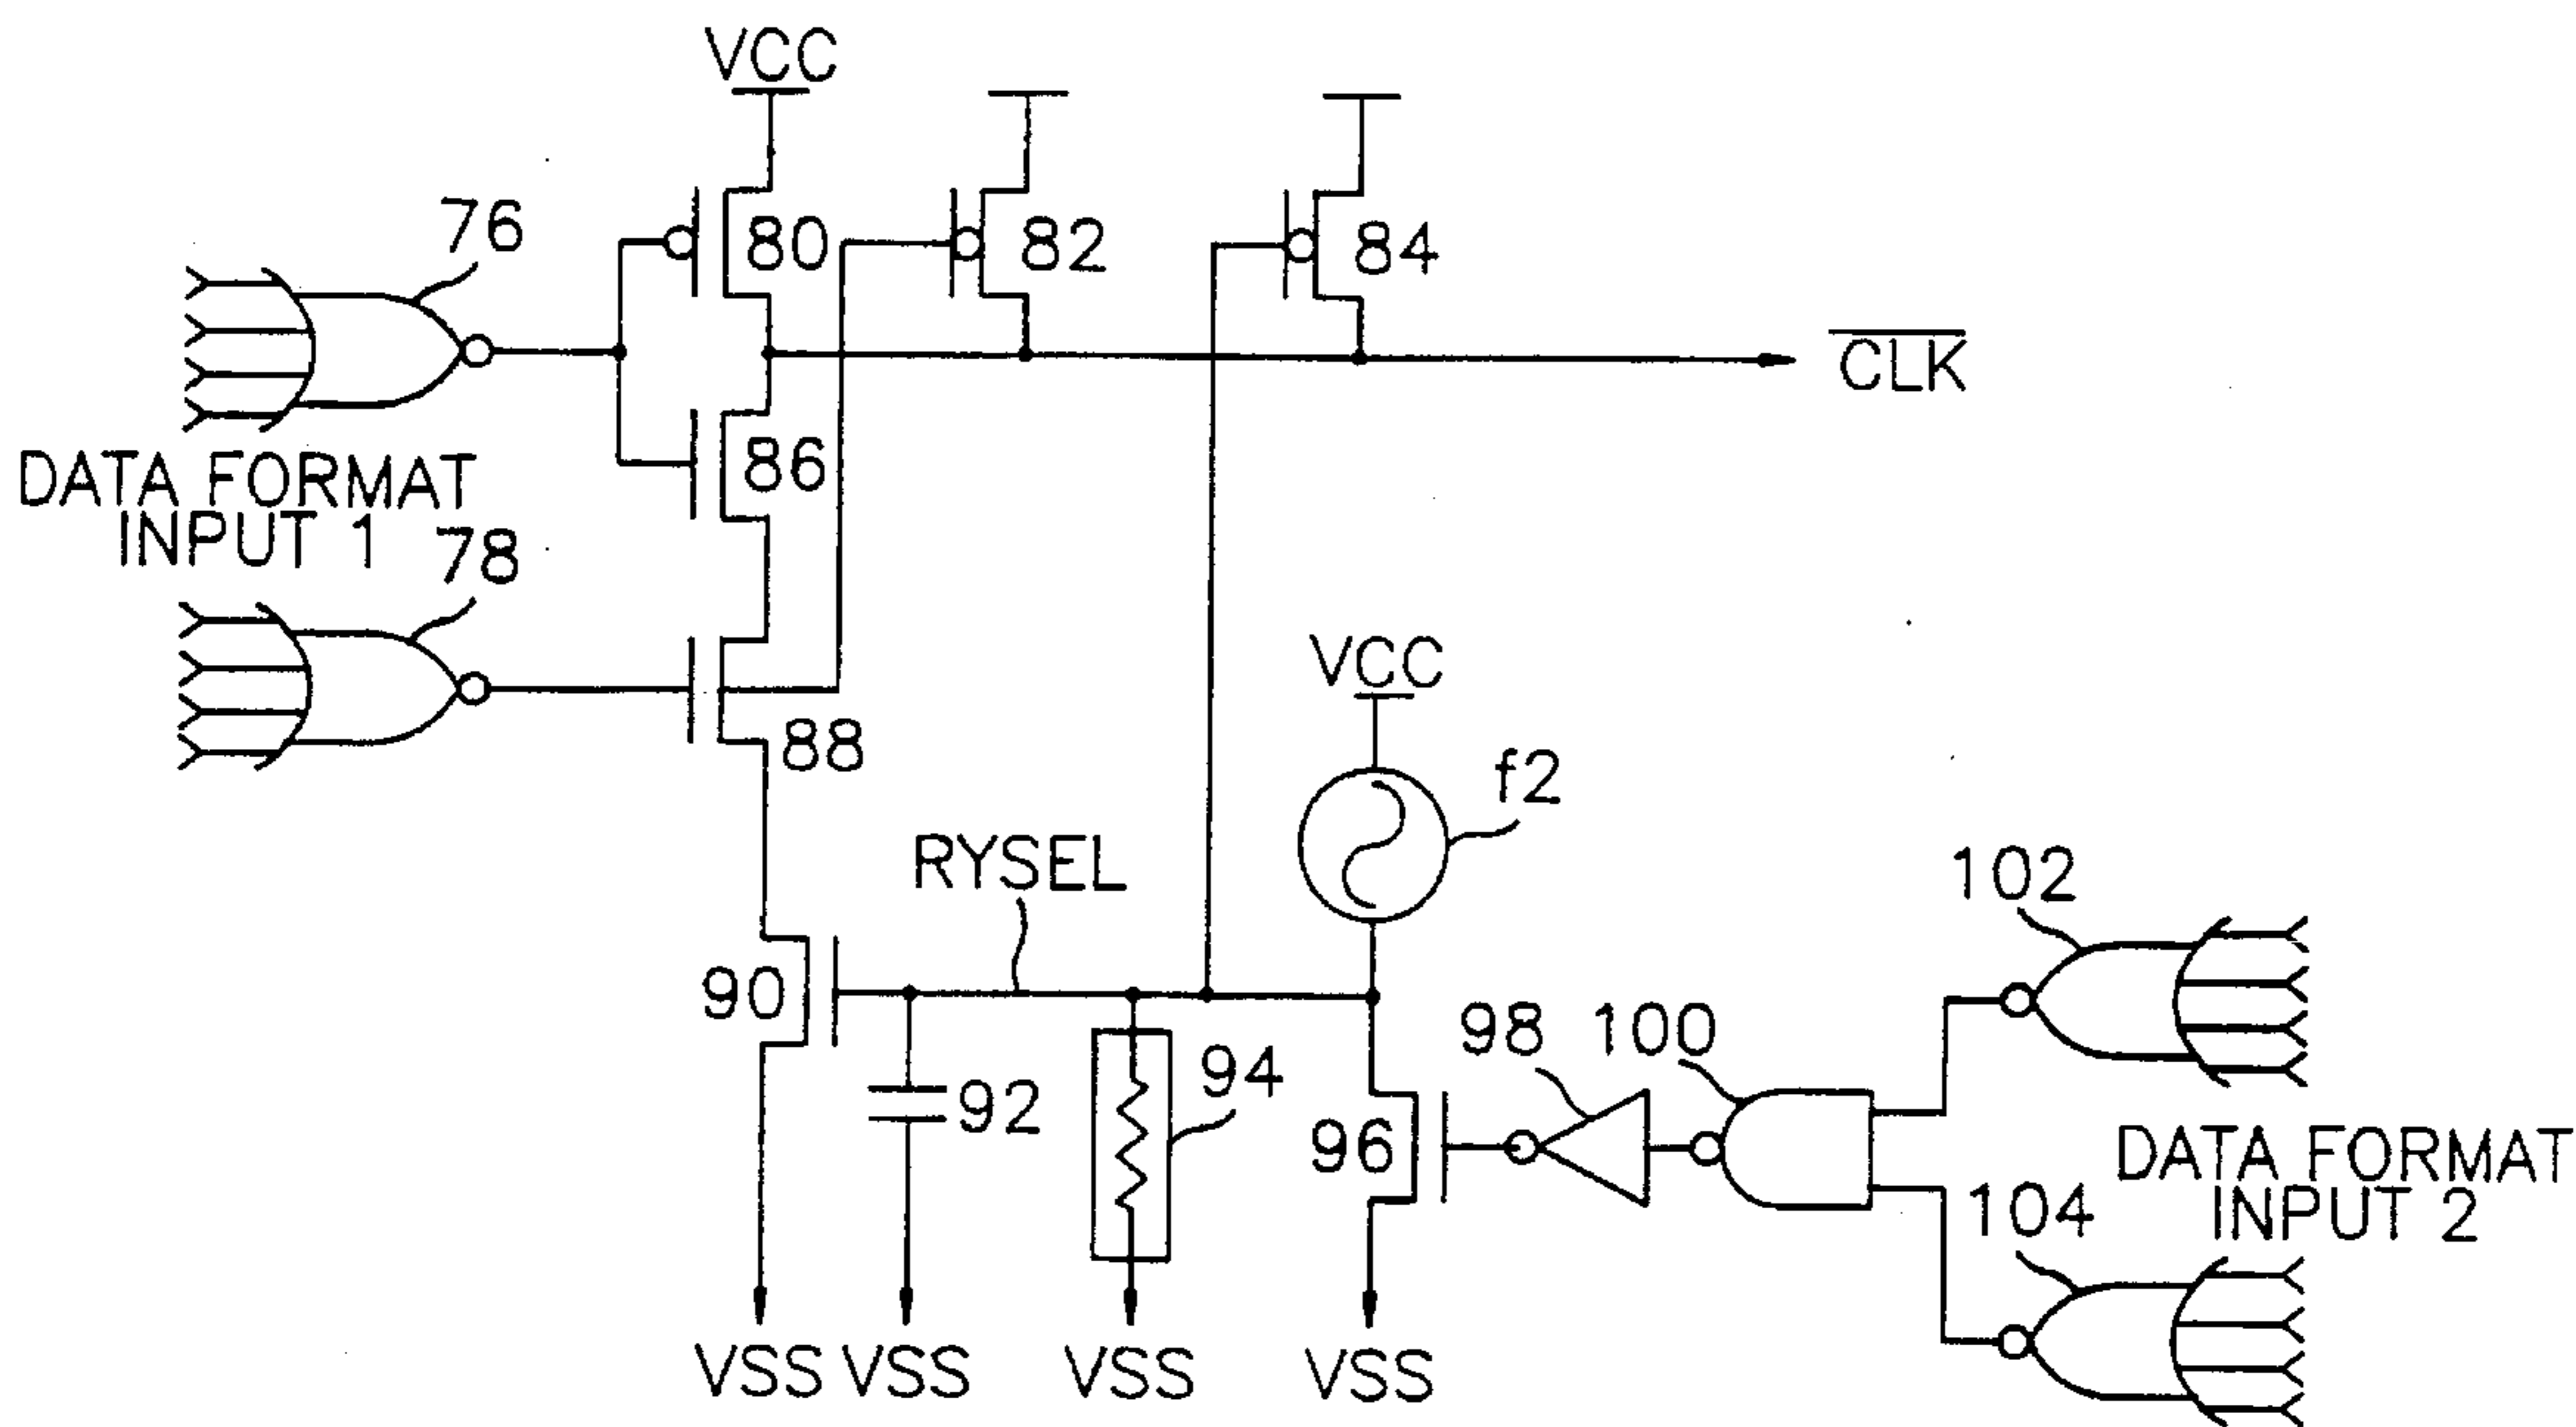 VCC
76
80
82
84
CLK
86
DATA FORMAT
INPUT 1
78
88
VCC
f2
RYSEL
102
90
92
94
98
100
96
DATA FORMAT
INPUT 2
104
VSS
VSS
VSS
VSS